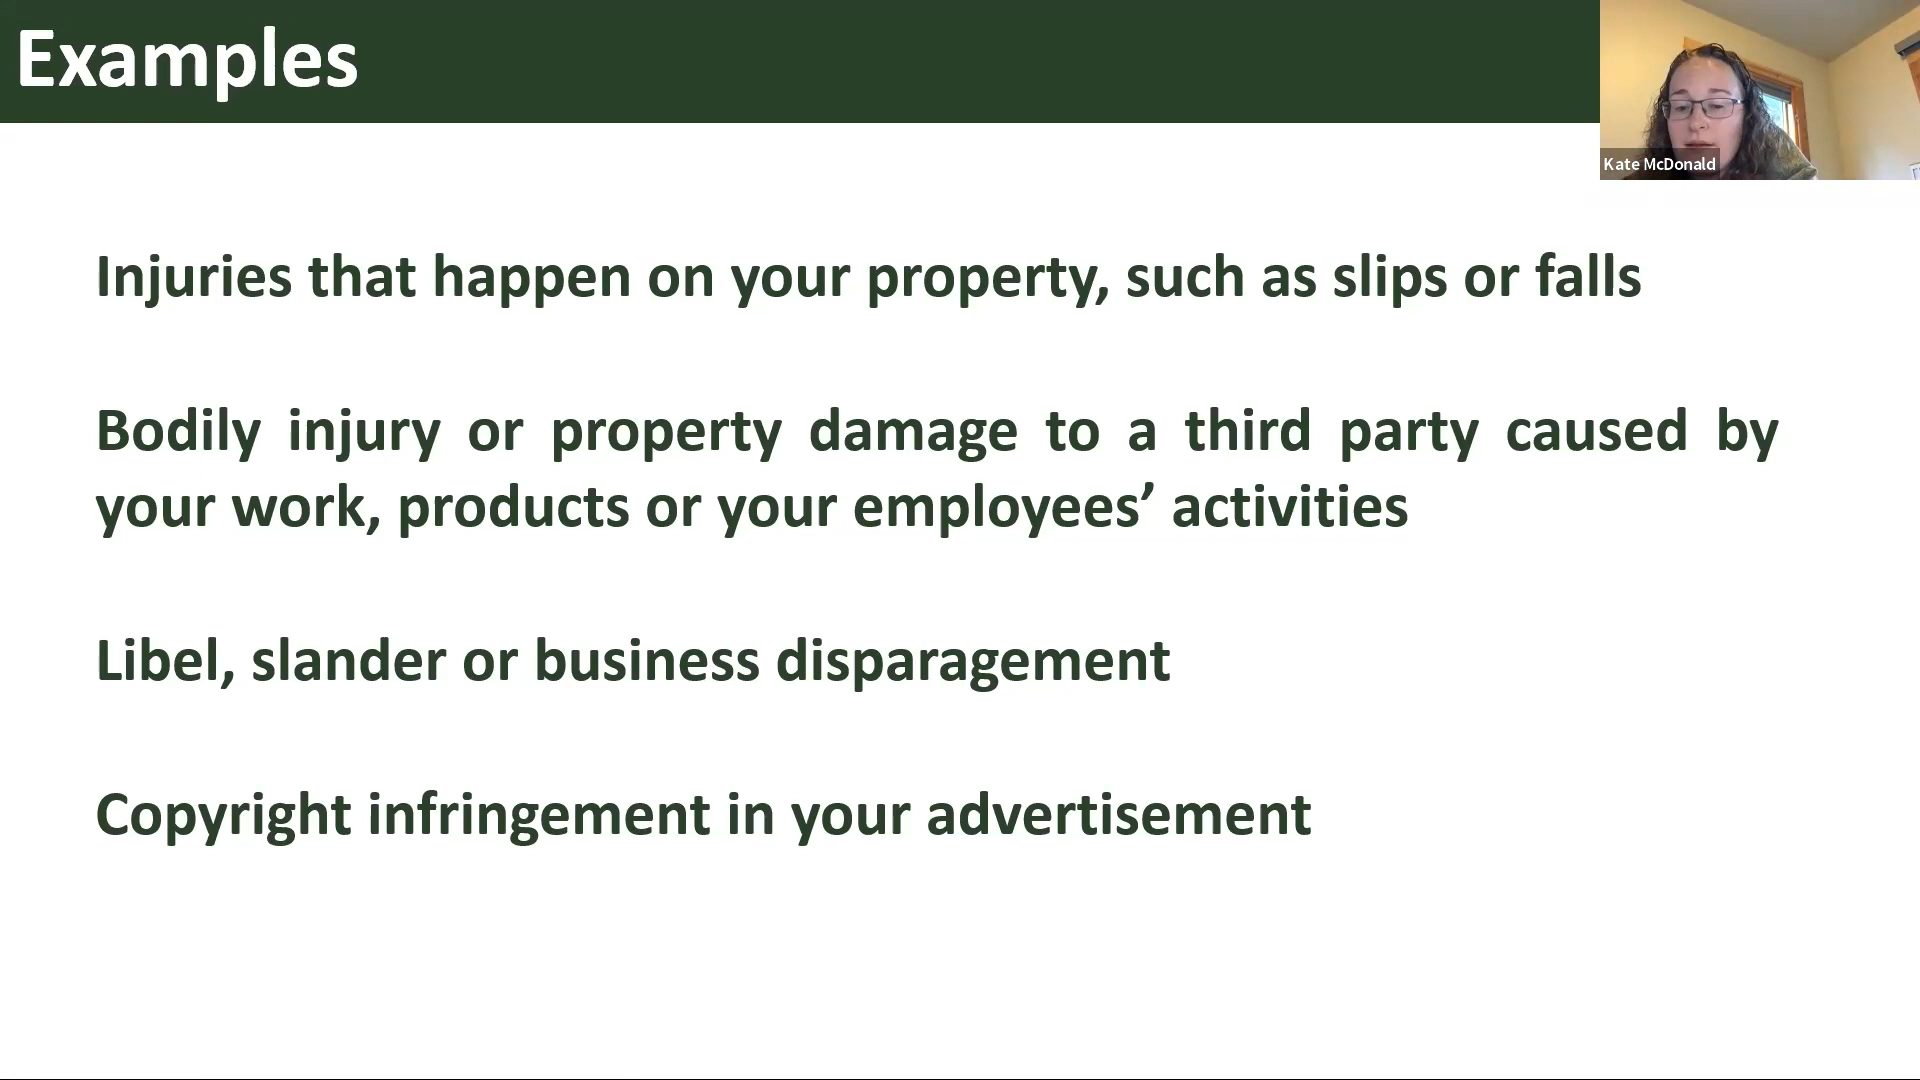 Examples
Kate McDonald
Injuries that happen on your property, such as slips or falls
Bodily injury or property damage to a third party caused by
your work, products or your employees’ activities
Libel, slander or business disparagement
Copyright infringement in your advertisement